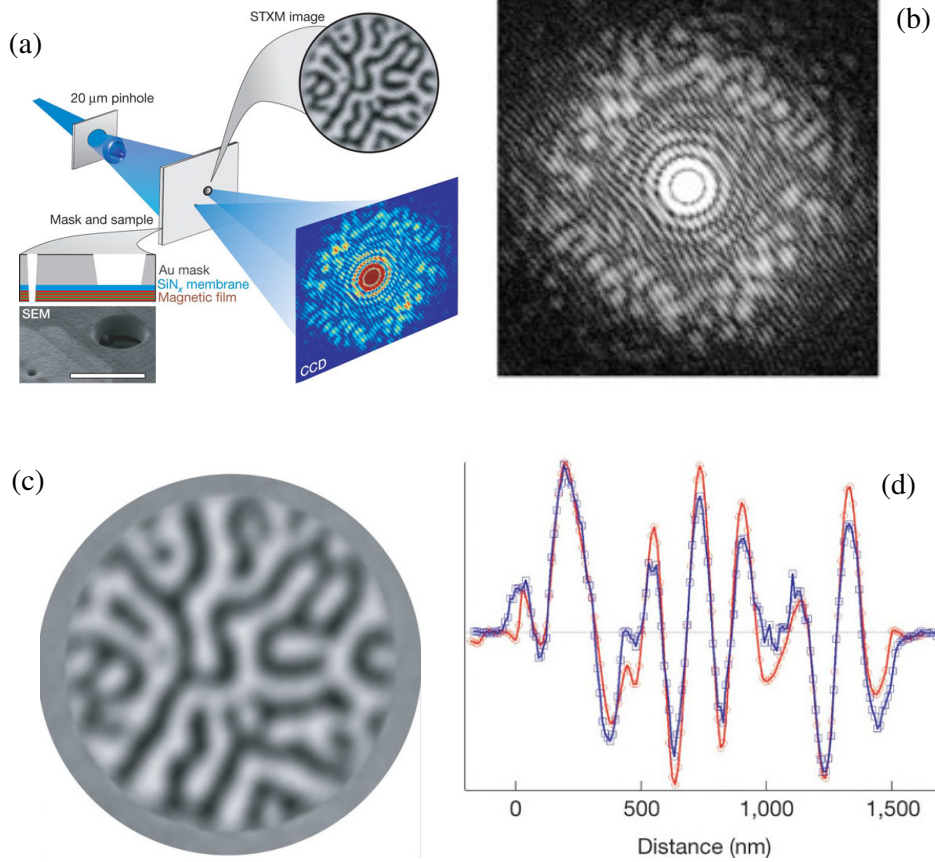 (a)
STXM image
20 μm pinhole
Mask and sample
Au mask
SiNx membrane
Magnetic film
SEM
CCD
(b)
(c)
(d)
0
500
1,000
1,500
Distance (nm)